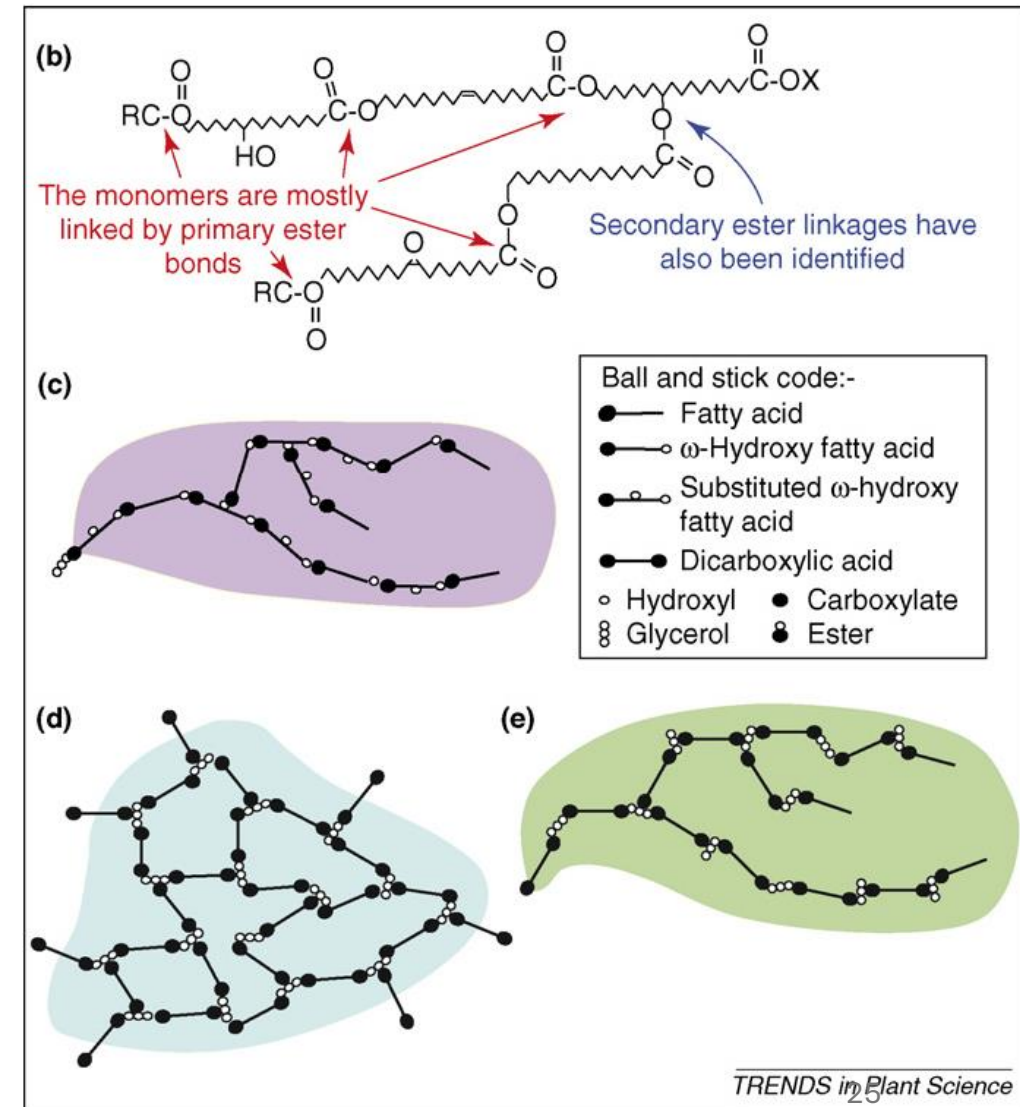 (b)
O
RC-O
O
C-O
O
C-O
O
C-OX
HO
O
C
O
The monomers are mostly
linked by primary ester
bonds
O
C
O
O
RC-O
O
Secondary ester linkages have
also been identified
(c)
Ball and stick code:-
Fatty acid
ω-Hydroxy fatty acid
Substituted ω-hydroxy
fatty acid
Dicarboxylic acid
Hydroxyl Carboxylate
Glycerol Ester
(d)
(e)
TRENDS in Plant Science
25